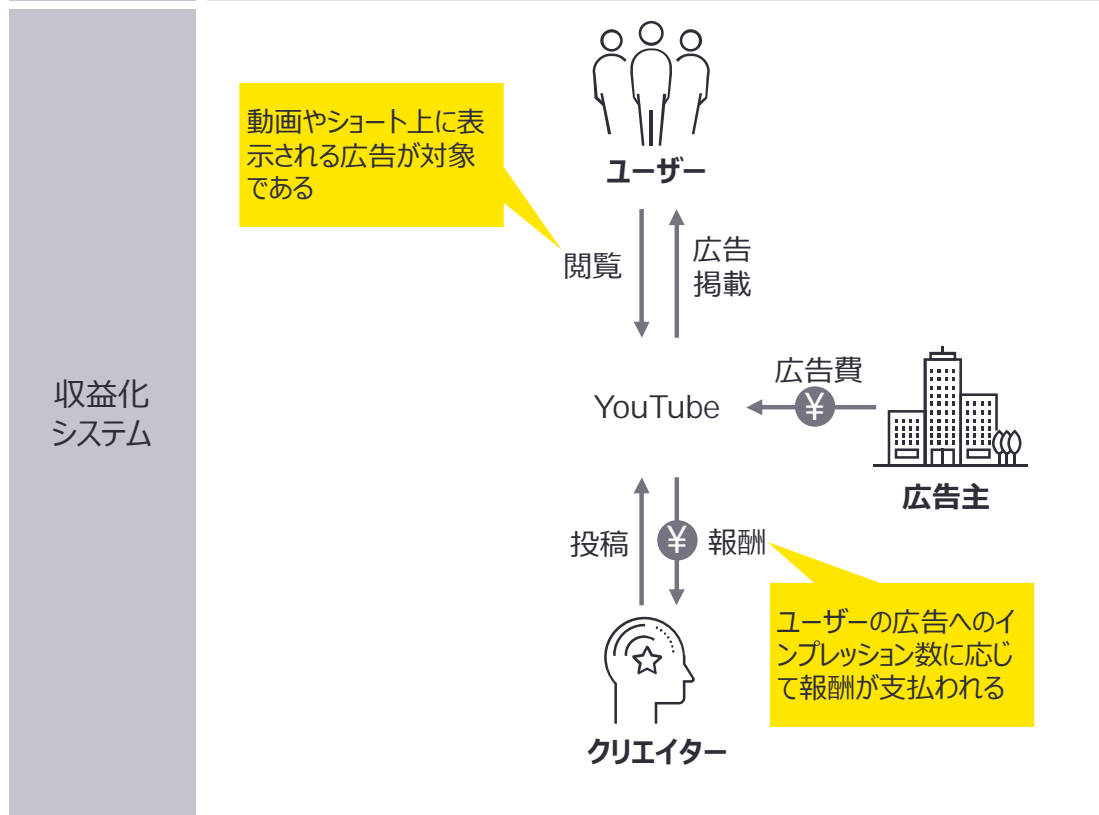 収益化
システム
動画やショート上に表
示される広告が対象
である
ユーザー
閲覧
広告
掲載
広告費
¥
YouTube
広告主
投稿
¥
報酬
ユーザーの広告へのイ
ンプレッション数に応じ
て報酬が支払われる
クリエイター